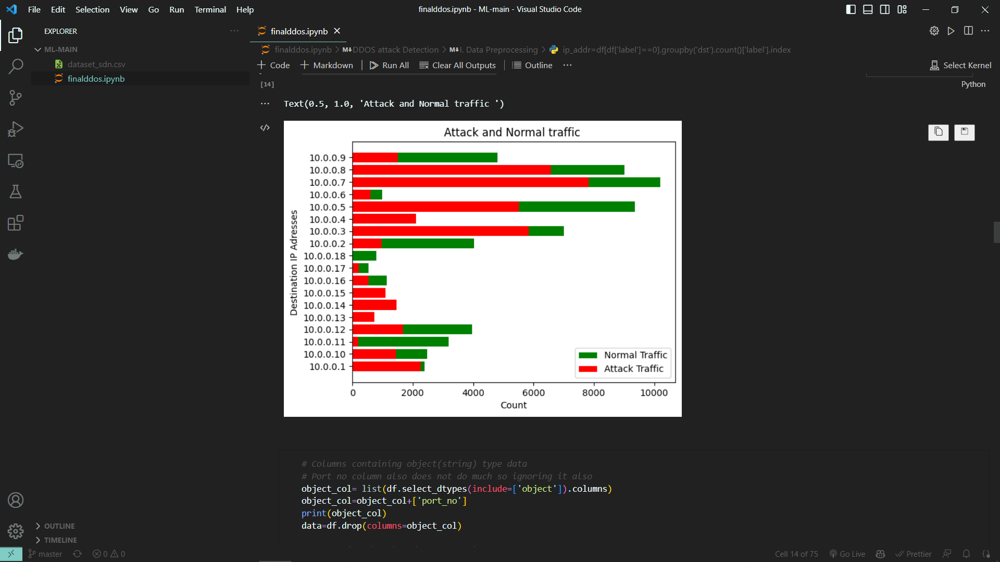 File Edit Selection View Go Run Terminal Help
finalddos.ipynb - ML-main - Visual Studio Code
EXPLORER
ML-MAIN
dataset_sdn.csv
finalddos.ipynb
finalddos.ipynb
finalddos.ipynb > M↓DDOS attack Detection > M↓I. Data Preprocessing > ip_addr=df[df['label']==0].groupby('dst').count()['label'].index
+ Code + Markdown | Run All Clear All Outputs | Outline ...
Select Kernel
[14]
Python
Text(0.5, 1.0, 'Attack and Normal traffic ')
Attack and Normal traffic
Destination IP Adresses
10.0.0.9
10.0.0.8
10.0.0.7
10.0.0.6
10.0.0.5
10.0.0.4
10.0.0.3
10.0.0.2
10.0.0.18
10.0.0.17
10.0.0.16
10.0.0.15
10.0.0.14
10.0.0.13
10.0.0.12
10.0.0.11
10.0.0.10
10.0.0.1
Normal Traffic
Attack Traffic
0 2000 4000 6000 8000 10000
Count
# Columns containing object(string) type data
# Port no column also does not do much so ignoring it also
object_col= list(df.select_dtypes(include=['object']).columns)
object_col=object_col+['port_no']
print(object_col)
data=df.drop(columns=object_col)
OUTLINE
TIMELINE
master 0 0
Cell 14 of 75 Go Live Prettier